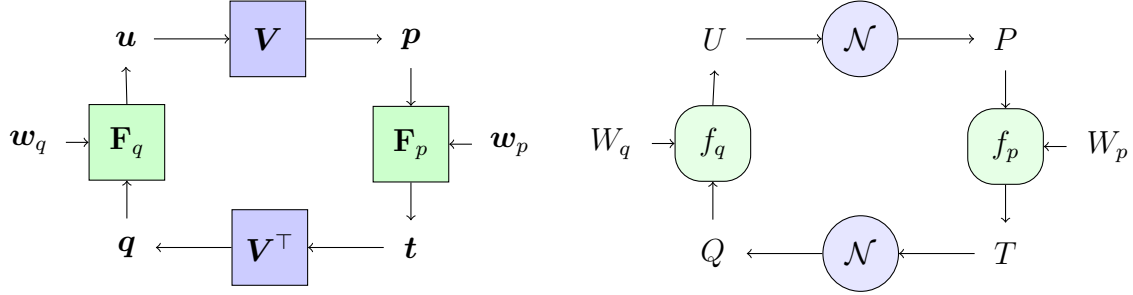 𝒖 𝑽 𝒑 U 𝒩 P
𝒘_q 𝐅_q 𝐅_p 𝒘_p W_q f_q f_p W_p
𝒒 𝑽^⊤ 𝒕 Q 𝒩 T